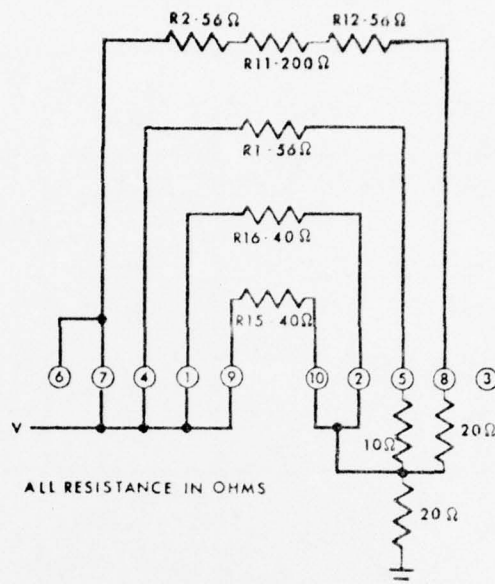 R2-56Ω R12-56Ω
R11-200Ω
R1-56Ω
R16-40Ω
R15-40Ω
6 7 4 1 9 10 2 5 8 3
V
10Ω 20Ω
ALL RESISTANCE IN OHMS
20Ω